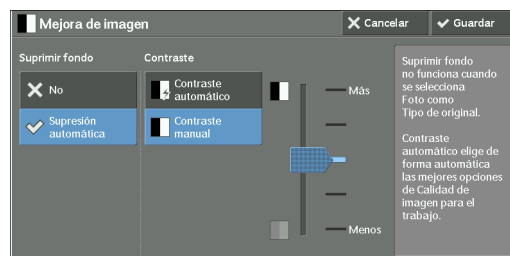 Mejora de imagen
Cancelar
Guardar
Suprimir fondo
No
Supresión
automática
Contraste
Contraste
automático
Contraste
manual
Más
Menos
Suprimir fondo
no funciona cuando
se selecciona
Foto como
Tipo de original.
Contraste
automático elige de
forma automática
las mejores opciones
de Calidad de
imagen para el
trabajo.